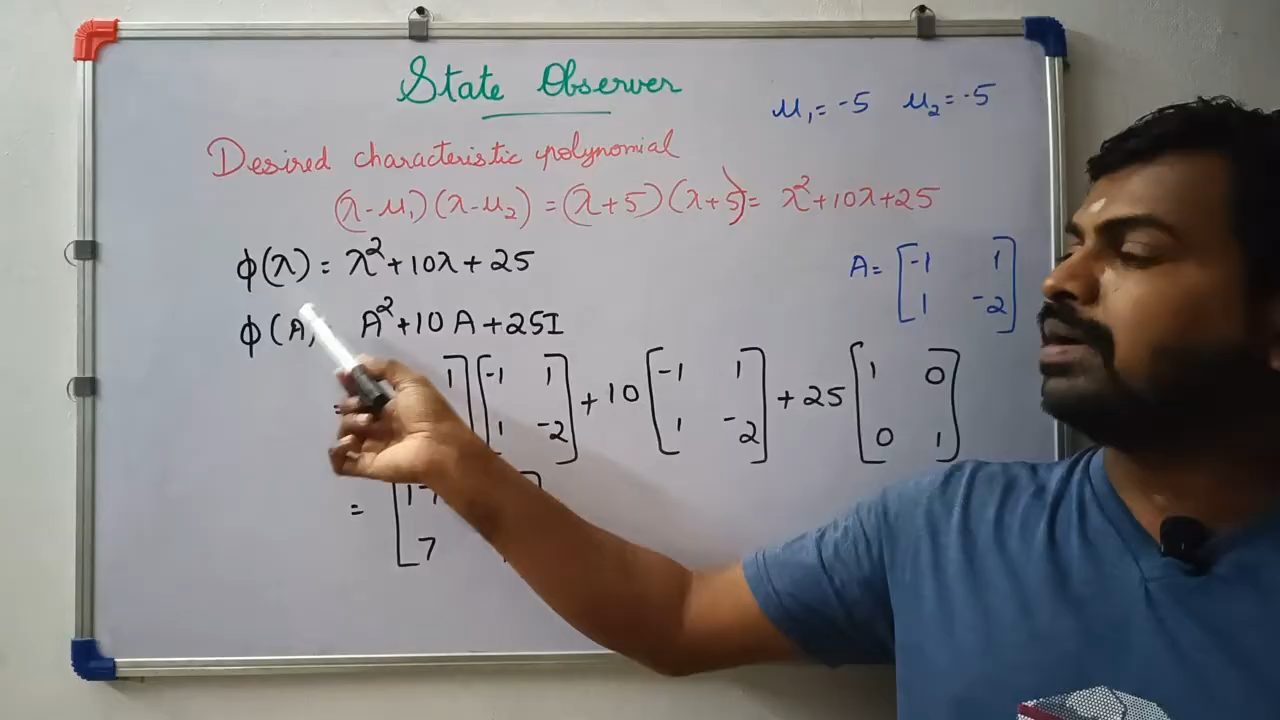 State Observer
μ₁ = -5 μ₂ = -5
Desired characteristic polynomial
(λ-μ₁)(λ-μ₂) = (λ+5)(λ+5) = λ²+10λ+25
φ(λ) = λ²+10λ+25
A = [-1 1
1 -2]
φ(A) A²+10A+25I
= 1] [-1 1 + 10 [-1 1 + 25 [1 0
1 -2] 1 -2] 0 1]
= [17
7